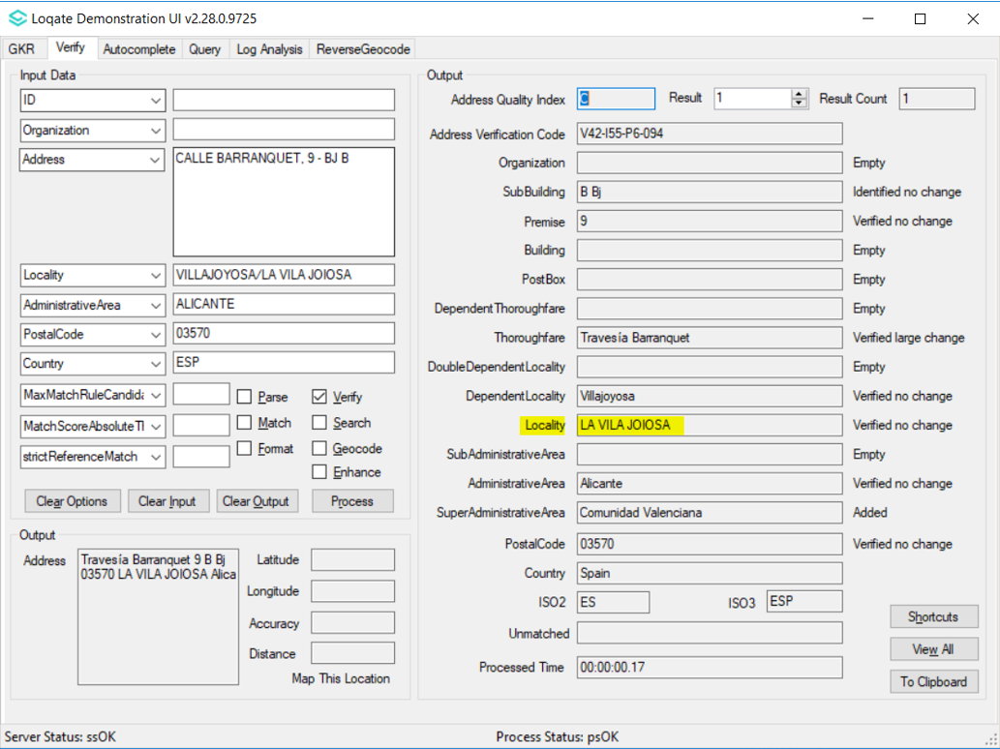 Loqate Demonstration UI v2.28.0.9725
GKR Verify Autocomplete Query Log Analysis ReverseGeocode
Input Data
ID
Organization
Address CALLE BARRANQUET, 9 - BJ B
Locality VILLAJOYOSA/LA VILA JOIOSA
AdministrativeArea ALICANTE
PostalCode 03570
Country ESP
MaxMatchRuleCandida Parse Verify
MatchScoreAbsoluteTl Match Search
strictReferenceMatch Format Geocode
Enhance
Clear Options Clear Input Clear Output Process
Output
Address Travesía Barranquet 9 B Bj
03570 LA VILA JOIOSA Alica
Latitude
Longitude
Accuracy
Distance
Map This Location
Output
Address Quality Index C Result 1 Result Count 1
Address Verification Code V42-I55-P6-094
Organization Empty
SubBuilding B Bj Identified no change
Premise 9 Verified no change
Building Empty
PostBox Empty
DependentThoroughfare Empty
Thoroughfare Travesía Barranquet Verified large change
DoubleDependentLocality Empty
DependentLocality Villajoyosa Verified no change
Locality LA VILA JOIOSA Verified no change
SubAdministrativeArea Empty
AdministrativeArea Alicante Verified no change
SuperAdministrativeArea Comunidad Valenciana Added
PostalCode 03570 Verified no change
Country Spain
ISO2 ES ISO3 ESP
Unmatched
Processed Time 00:00:00.17
Shortcuts
View All
To Clipboard
Server Status: ssOK Process Status: psOK